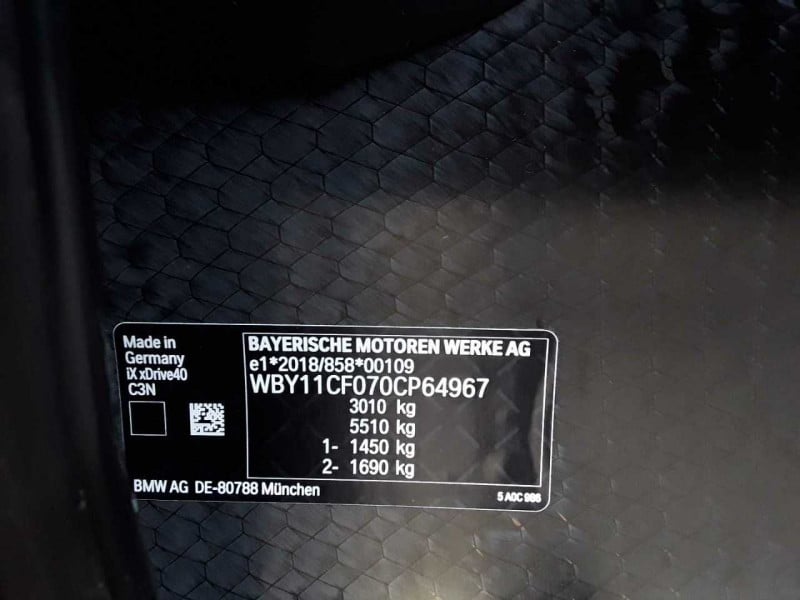 Made in
Germany
iX xDrive40
C3N
BAYERISCHE MOTOREN WERKE AG
e1*2018/858*00109
WBY11CF070CP64967
3010 kg
5510 kg
1- 1450 kg
2- 1690 kg
BMW AG DE-80788 München
5 A0C 986